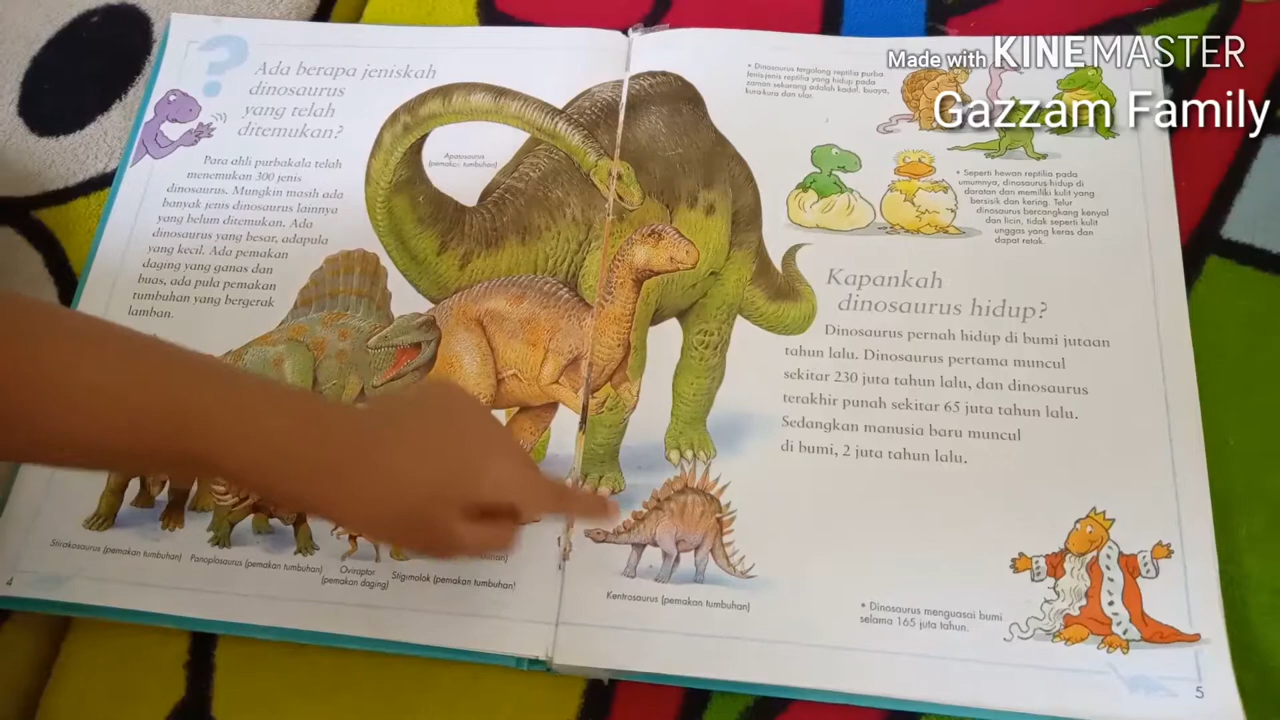 Made with KINEMASTER
Gazzam Family
?
Ada berapa jeniskah
dinosaurus
yang telah
ditemukan?
Para ahli purbakala telah
menemukan 300 jenis
dinosaurus. Mungkin masih ada
banyak jenis dinosaurus lainnya
yang belum ditemukan. Ada
dinosaurus yang besar, adapula
yang kecil. Ada pemakan
daging yang ganas dan
buas, ada pula pemakan
tumbuhan yang bergerak
lamban.
Apatosaurus
(pemakan tumbuhan)
Stirakosaurus (pemakan tumbuhan)
Panoplosaurus (pemakan tumbuhan)
Oviraptor
(pemakan daging)
Stigimolok (pemakan tumbuhan)
4
• Dinosaurus tergolong reptilia purba
Jenis-jenis reptilia yang hidup pada
zaman sekarang adalah kadal, buaya,
kura-kura dan ular.
• Seperti hewan reptilia pada
umumnya, dinosaurus hidup di
daratan dan memiliki kulit yang
bersisik dan kering. Telur
dinosaurus bercangkang kenyal
dan licin, tidak seperti kulit
unggas yang keras dan
dapat retak.
Kapankah
dinosaurus hidup?
Dinosaurus pernah hidup di bumi jutaan
tahun lalu. Dinosaurus pertama muncul
sekitar 230 juta tahun lalu, dan dinosaurus
terakhir punah sekitar 65 juta tahun lalu.
Sedangkan manusia baru muncul
di bumi, 2 juta tahun lalu.
Kentrosaurus (pemakan tumbuhan)
• Dinosaurus menguasai bumi
selama 165 juta tahun.
5